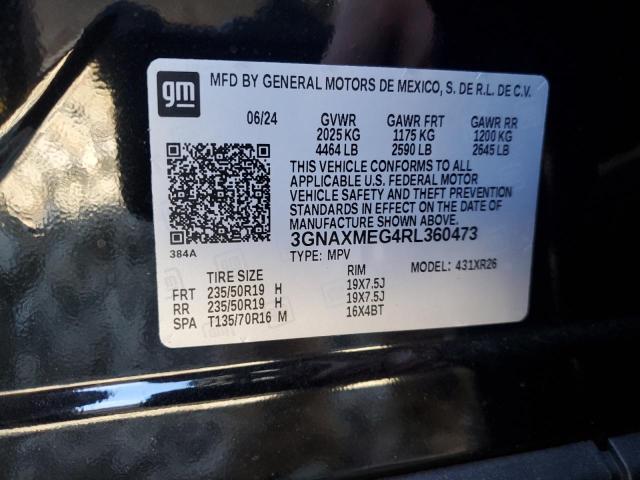 gm MFD BY GENERAL MOTORS DE MEXICO, S. DE R.L. DE C.V.
06/24 GVWR GAWR FRT GAWR RR
2025 KG 1175 KG 1200 KG
4464 LB 2590 LB 2645 LB
THIS VEHICLE CONFORMS TO ALL
APPLICABLE U.S. FEDERAL MOTOR
VEHICLE SAFETY AND THEFT PREVENTION
STANDARDS IN EFFECT ON THE DATE OF
MANUFACTURE SHOWN ABOVE.
384A 3GNAXMEG4RL360473
TYPE: MPV MODEL: 431XR26
TIRE SIZE RIM
FRT 235/50R19 H 19X7.5J
RR 235/50R19 H 19X7.5J
SPA T135/70R16 M 16X4BT